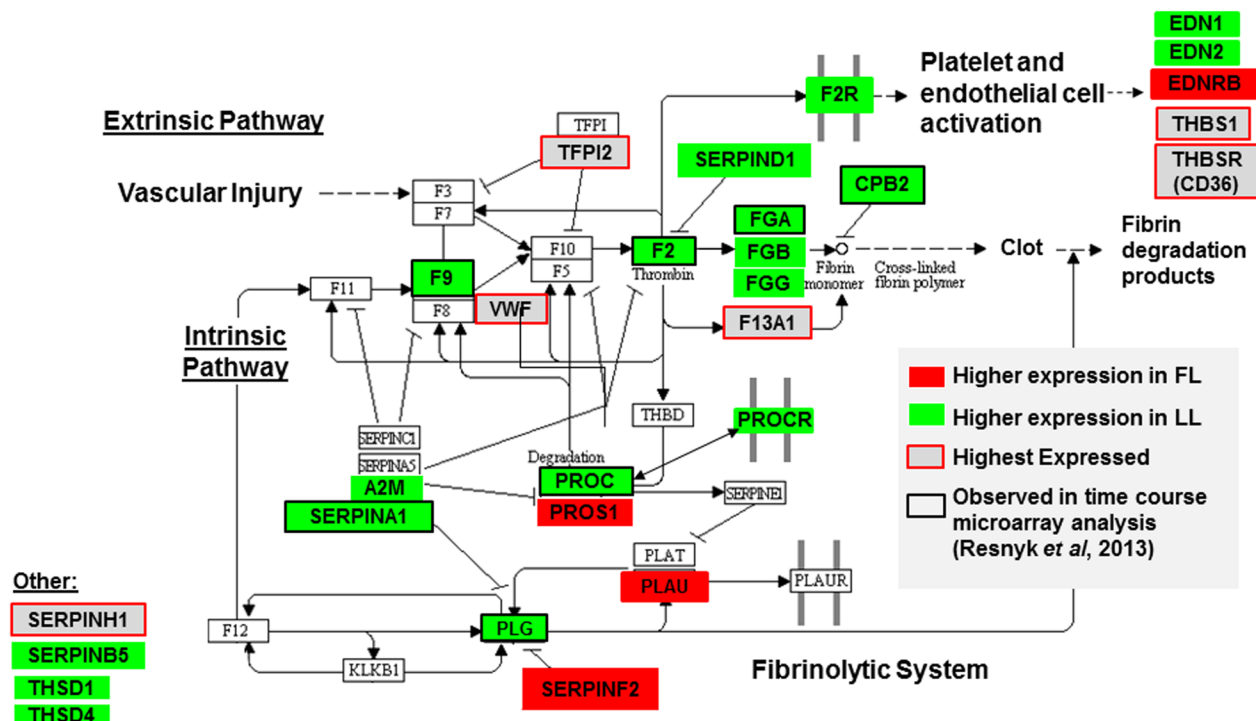 EDN1
EDN2
EDNRB
THBS1
THBSR
(CD36)
F2R
Platelet and
endothelial cell
activation
Extrinsic Pathway
TFPI
TFPI2
SERPIND1
CPB2
Vascular Injury
F3
F7
F10
F5
F2
Thrombin
FGA
FGB
FGG
Fibrin
monomer
Cross-linked
fibrin polymer
Clot
Fibrin
degradation
products
F11
F9
F8
VWF
F13A1
Intrinsic
Pathway
Higher expression in FL
Higher expression in LL
Highest Expressed
Observed in time course
microarray analysis
(Resnyk et al, 2013)
THBD
PROCR
SERPINC1
SERPINA5
A2M
SERPINA1
Degradation
PROC
PROS1
SERPINE1
PLAT
PLAU
PLAUR
Other:
SERPINH1
SERPINB5
THSD1
THSD4
F12
KLKB1
PLG
SERPINF2
Fibrinolytic System